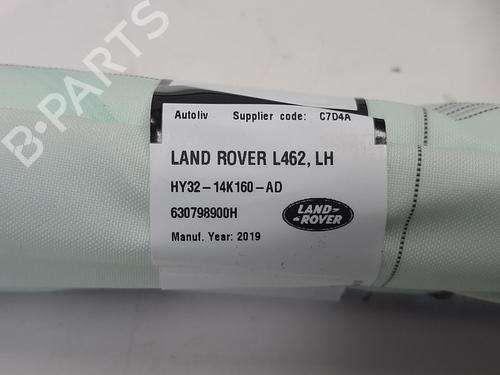 B-PARTS
Autoliv Supplier code: C7D4A
LAND ROVER L462, LH
HY32-14K160-AD
630798900H
LAND-
ROVER
Manuf. Year: 2019